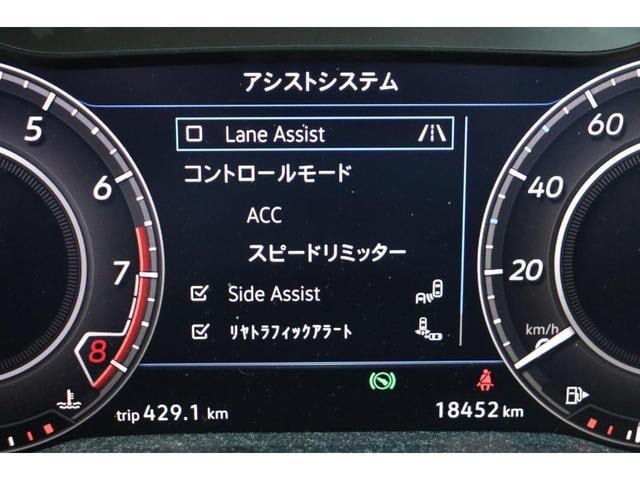 アシストシステム
Lane Assist
コントロールモード
ACC
スピードリミッター
Side Assist
リヤトラフィックアラート
5
6
7
8
60
40
20
km/h
trip 429.1 km
18452 km